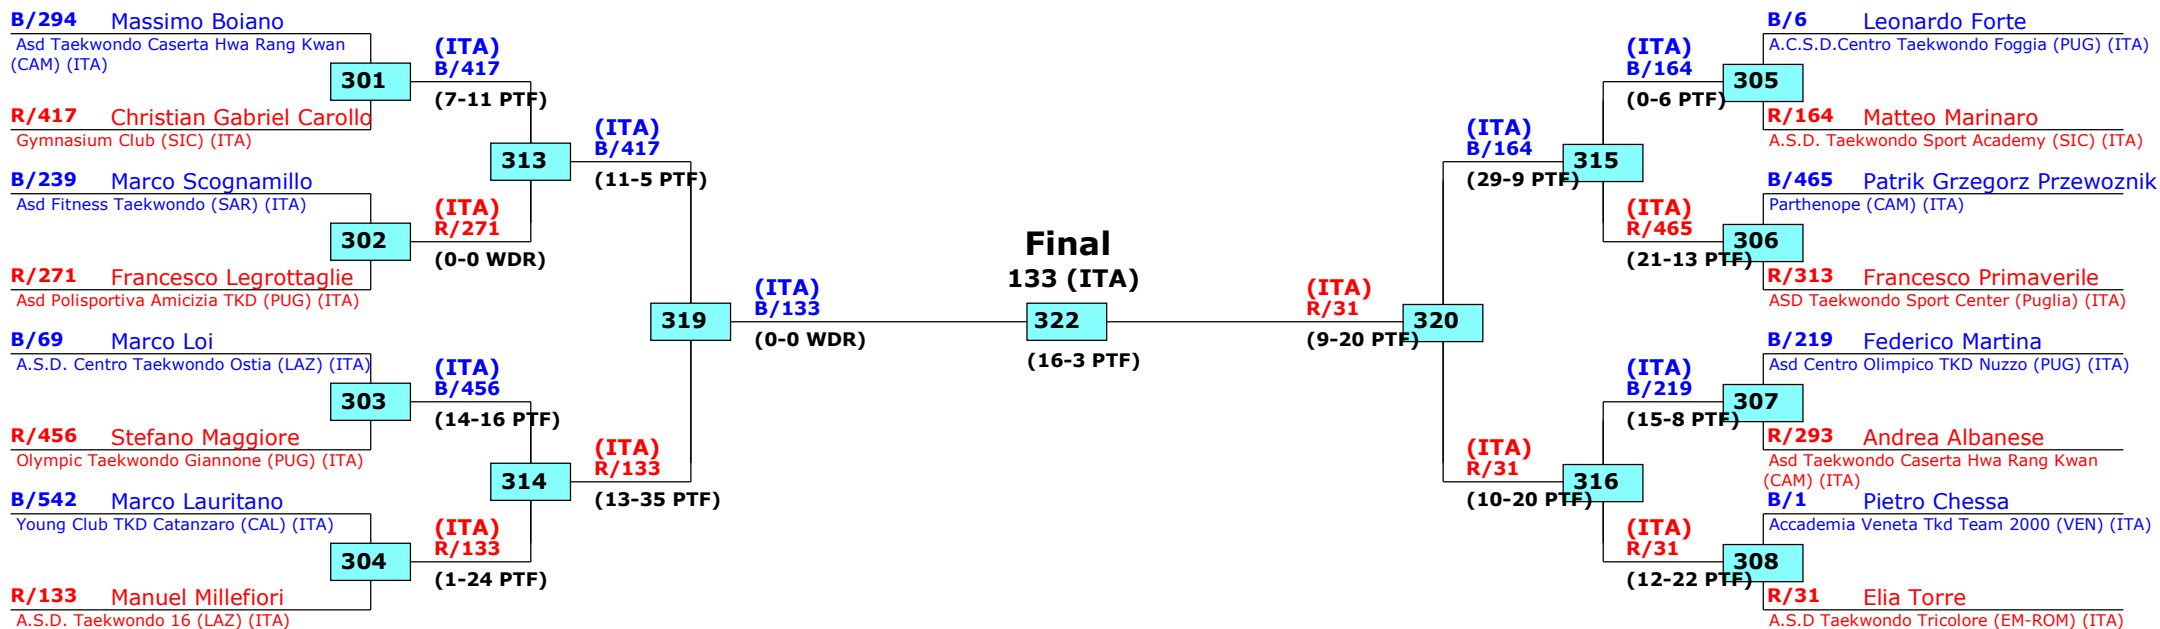 B/294 Massimo Boiano
Asd Taekwondo Caserta Hwa Rang Kwan
(CAM) (ITA)
301
R/417 Christian Gabriel Carollo
Gymnasium Club (SIC) (ITA)
(ITA)
B/417
(7-11 PTF)
B/239 Marco Scognamillo
Asd Fitness Taekwondo (SAR) (ITA)
302
R/271 Francesco Legrottaglie
Asd Polisportiva Amicizia TKD (PUG) (ITA)
(ITA)
R/271
(0-0 WDR)
313
(ITA)
B/417
(11-5 PTF)
B/69 Marco Loi
A.S.D. Centro Taekwondo Ostia (LAZ) (ITA)
303
R/456 Stefano Maggiore
Olympic Taekwondo Giannone (PUG) (ITA)
(ITA)
B/456
(14-16 PTF)
B/542 Marco Lauritano
Young Club TKD Catanzaro (CAL) (ITA)
304
R/133 Manuel Millefiori
A.S.D. Taekwondo 16 (LAZ) (ITA)
(ITA)
R/133
(1-24 PTF)
314
(ITA)
R/133
(13-35 PTF)
319
(ITA)
B/133
(0-0 WDR)
Final
133 (ITA)
322
(16-3 PTF)
(ITA)
R/31
(9-20 PTF)
320
(ITA)
B/164
(29-9 PTF)
315
(ITA)
B/164
(0-6 PTF)
305
B/6 Leonardo Forte
A.C.S.D.Centro Taekwondo Foggia (PUG) (ITA)
R/164 Matteo Marinaro
A.S.D. Taekwondo Sport Academy (SIC) (ITA)
(ITA)
R/465
(21-13 PTF)
306
B/465 Patrik Grzegorz Przewoznik
Parthenope (CAM) (ITA)
R/313 Francesco Primaverile
ASD Taekwondo Sport Center (Puglia) (ITA)
(ITA)
R/31
(10-20 PTF)
316
(ITA)
B/219
(15-8 PTF)
307
B/219 Federico Martina
Asd Centro Olimpico TKD Nuzzo (PUG) (ITA)
R/293 Andrea Albanese
Asd Taekwondo Caserta Hwa Rang Kwan
(CAM) (ITA)
(ITA)
R/31
(12-22 PTF)
308
B/1 Pietro Chessa
Accademia Veneta Tkd Team 2000 (VEN) (ITA)
R/31 Elia Torre
A.S.D Taekwondo Tricolore (EM-ROM) (ITA)